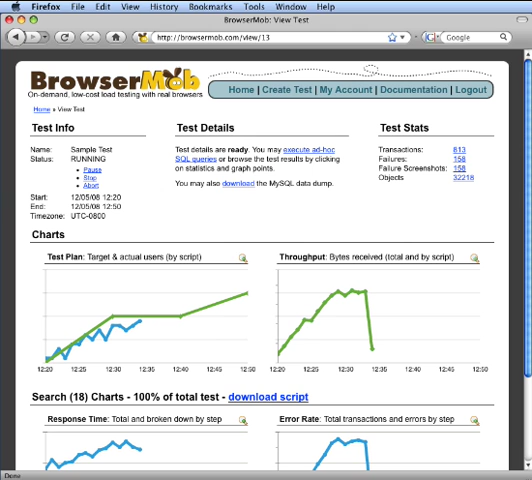 Firefox File Edit View History Bookmarks Tools Window Help
BrowserMob: View Test
http://browsermob.com/view/13
Google
BrowserMob
On-demand, low-cost load testing with real browsers
Home | Create Test | My Account | Documentation | Logout
Home » View Test
Test Info
Name: Sample Test
Status: RUNNING
Pause
Stop
Abort
Start: 12/05/08 12:20
End: 12/05/08 12:50
Timezone: UTC-0800
Test Details
Test details are ready. You may execute ad-hoc
SQL queries or browse the test results by clicking
on statistics and graph points.
You may also download the MySQL data dump.
Test Stats
Transactions: 813
Failures: 158
Failure Screenshots: 158
Objects 32218
Charts
Test Plan: Target & actual users (by script)
12:20 12:25 12:30 12:35 12:40 12:45 12:50
Throughput: Bytes received (total and by script)
12:20 12:25 12:30 12:35 12:40 12:45 12:50
Search (18) Charts - 100% of total test - download script
Response Time: Total and broken down by step
Error Rate: Total transactions and errors by step
Done